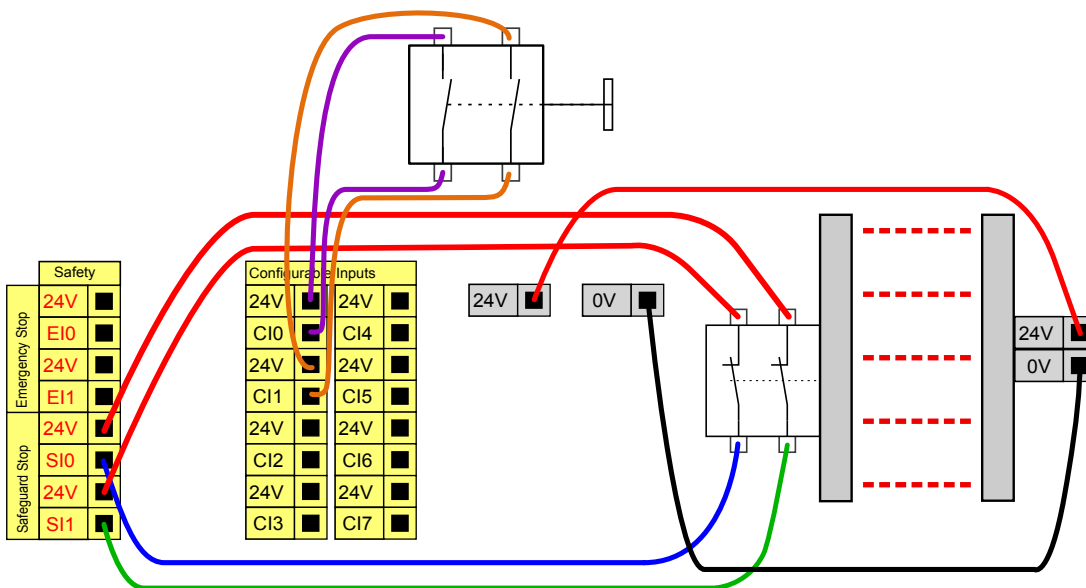 Safety
Emergency Stop
24V
EI0
24V
EI1
Safeguard Stop
24V
SI0
24V
SI1
Configurable Inputs
24V 24V
CI0 CI4
24V 24V
CI1 CI5
24V 24V
CI2 CI6
24V 24V
CI3 CI7
24V
0V
24V
0V